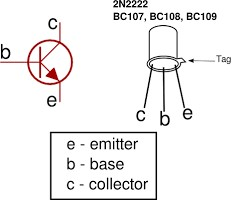 2N2222
BC107, BC108, BC109
c
b
e
Tag
c
b
e
e - emitter
b - base
c - collector